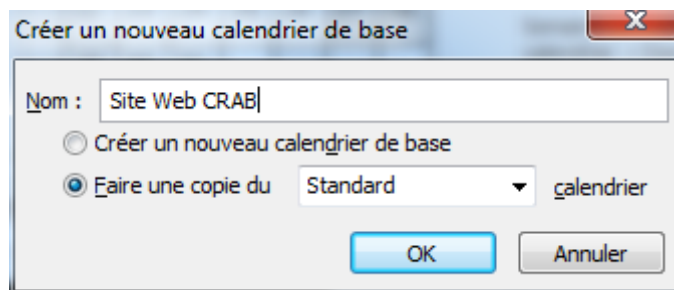 Créer un nouveau calendrier de base
Nom : Site Web CRAB
Créer un nouveau calendrier de base
Faire une copie du Standard calendrier
OK Annuler